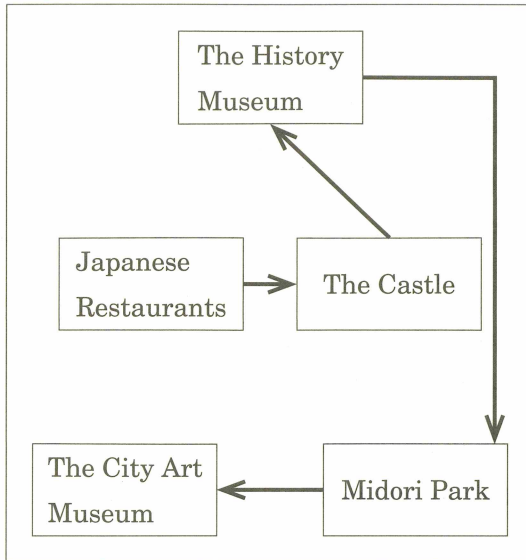 The History
Museum
Japanese
Restaurants
The Castle
The City Art
Museum
Midori Park